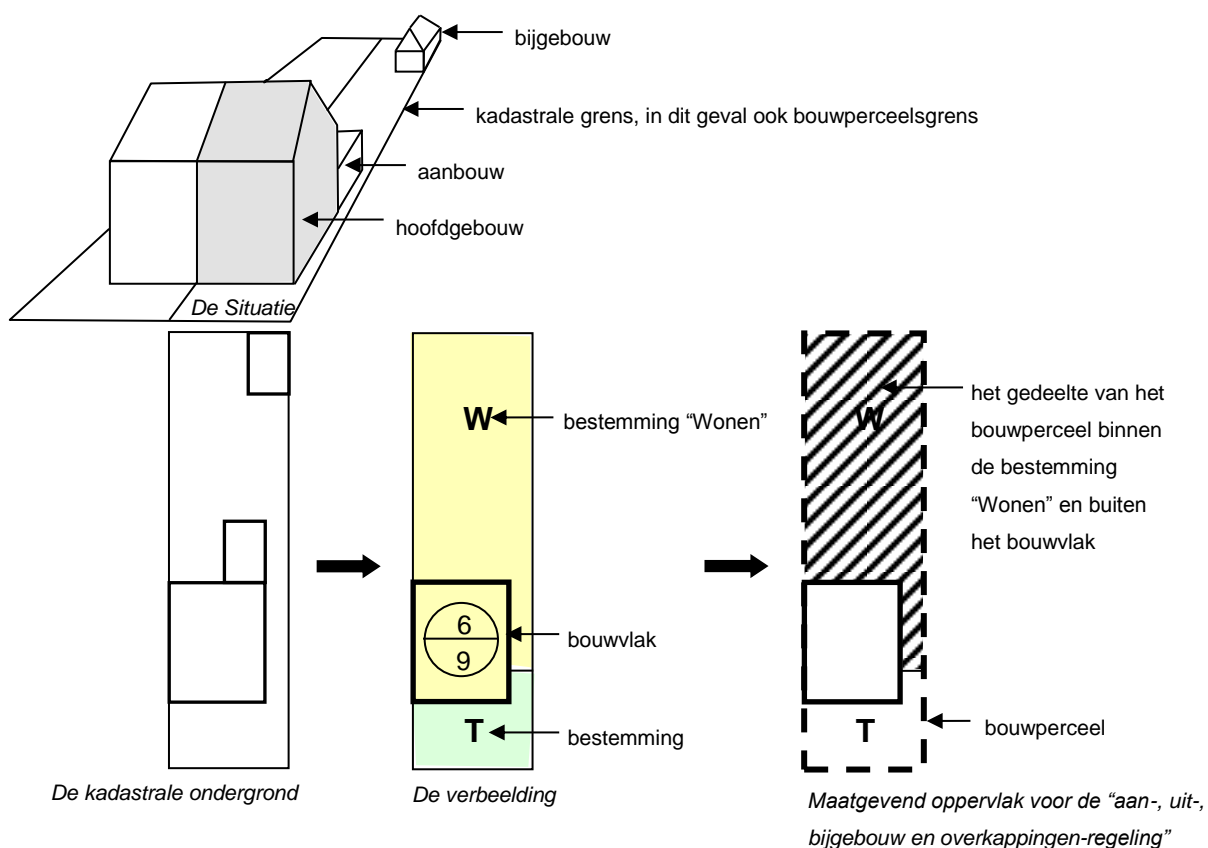 bijgebouw
kadastrale grens, in dit geval ook bouwperceelsgrens
aanbouw
hoofdgebouw
De Situatie
W
bestemming “Wonen”
6
9
bouwvlak
T
bestemming
W
het gedeelte van het
bouwperceel binnen
de bestemming
“Wonen” en buiten
het bouwvlak
T
bouwperceel
De kadastrale ondergrond
De verbeelding
Maatgevend oppervlak voor de “aan-, uit-,
bijgebouw en overkappingen-regeling”